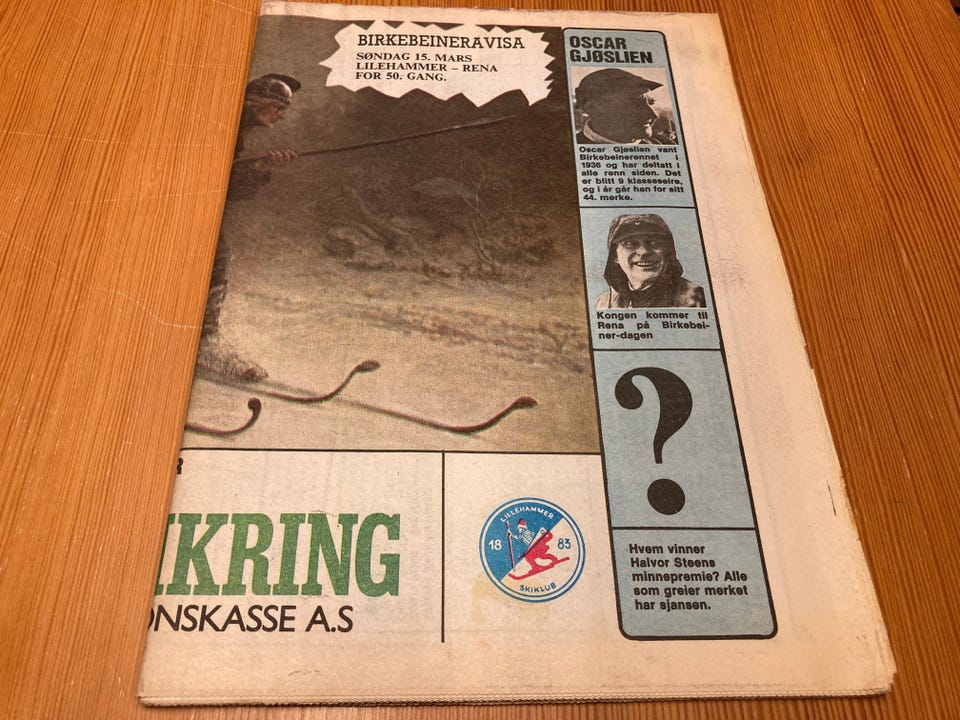 BIRKEBEINERAVISA
SØNDAG 15. MARS
LILEHAMMER – RENA
FOR 50. GANG.
OSCAR
GJØSLIEN
Oscar Gjøslien vant
Birkebeinerrennet i
1936 og har deltatt i
alle renn siden. Det
er blitt 9 klasseseire,
og i år går han for sitt
44. merke.
Kongen kommer til
Rena på Birkebei-
ner-dagen
?
Hvem vinner
Halvor Steens
minnepremie? Alle
som greier merket
har sjansen.
IKRING
ONSKASSE A.S
LILLEHAMMER
18 83
SKIKLUB